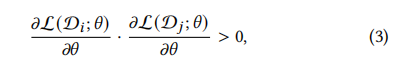 ∂ℒ(𝒟ᵢ; θ)/∂θ · ∂ℒ(𝒟ⱼ; θ)/∂θ > 0, (3)